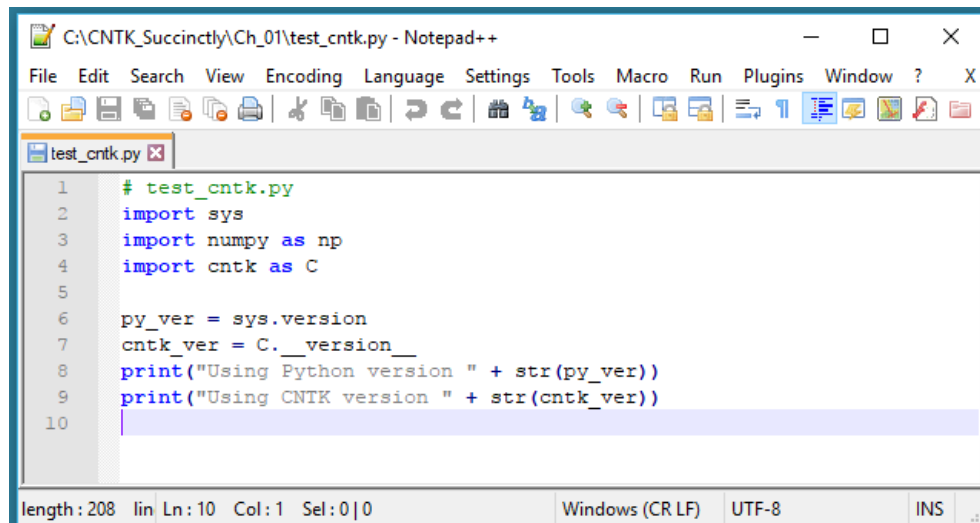 C:\CNTK_Succinctly\Ch_01\test_cntk.py - Notepad++
File Edit Search View Encoding Language Settings Tools Macro Run Plugins Window ? X
test_cntk.py
1 # test_cntk.py
2 import sys
3 import numpy as np
4 import cntk as C
5
6 py_ver = sys.version
7 cntk_ver = C.__version__
8 print("Using Python version " + str(py_ver))
9 print("Using CNTK version " + str(cntk_ver))
10
length : 208 lin Ln : 10 Col : 1 Sel : 0 | 0 Windows (CR LF) UTF-8 INS